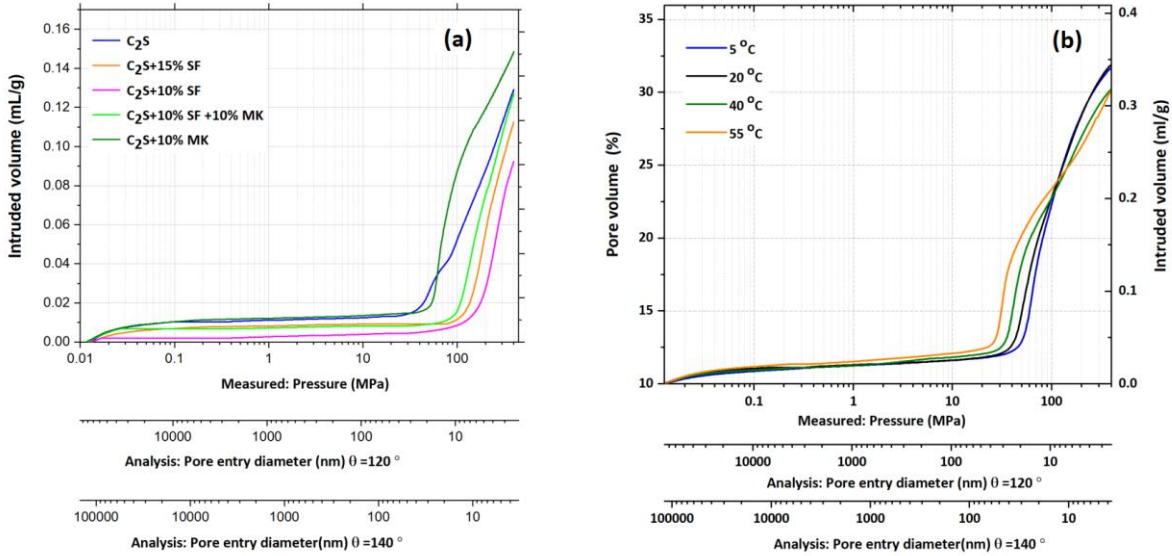 (a)
C2S
C2S+15% SF
C2S+10% SF
C2S+10% SF +10% MK
C2S+10% MK
Intruded volume (mL/g)
0.16
0.14
0.12
0.10
0.08
0.06
0.04
0.02
0.00
0.01 0.1 1 10 100
Measured: Pressure (MPa)
10000 1000 100 10
Analysis: Pore entry diameter (nm) θ =120 °
100000 10000 1000 100 10
Analysis: Pore entry diameter(nm) θ =140 °
(b)
5 °C
20 °C
40 °C
55 °C
Pore volume (%)
35
30
25
20
15
10
Intruded volume (ml/g)
0.4
0.3
0.2
0.1
0.0
0.1 1 10 100
Measured: Pressure (MPa)
10000 1000 100 10
Analysis: Pore entry diameter (nm) θ =120 °
100000 10000 1000 100 10
Analysis: Pore entry diameter(nm) θ =140 °